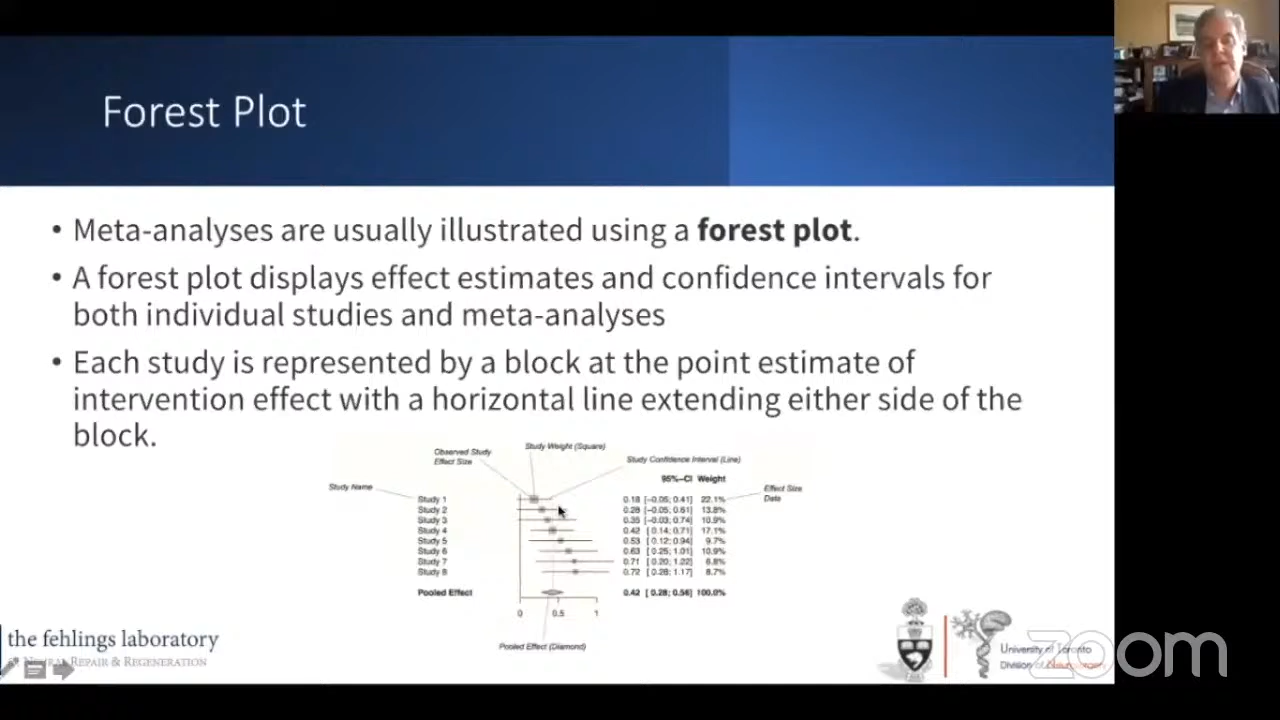 Forest Plot
• Meta-analyses are usually illustrated using a forest plot.
• A forest plot displays effect estimates and confidence intervals for
both individual studies and meta-analyses
• Each study is represented by a block at the point estimate of
intervention effect with a horizontal line extending either side of the
block.
Study Weight (Square)
Observed Study
Effect Size
Study Confidence Interval (Line)
95%-CI Weight
Study Name
Effect Size
Data
Study 1 0.18 [-0.05; 0.41] 22.1%
Study 2 0.28 [-0.05; 0.61] 13.8%
Study 3 0.35 [-0.03; 0.74] 10.9%
Study 4 0.42 [ 0.14; 0.71] 17.1%
Study 5 0.53 [ 0.12; 0.94] 9.7%
Study 6 0.63 [ 0.25; 1.01] 10.9%
Study 7 0.71 [ 0.20; 1.22] 6.8%
Study 8 0.72 [ 0.26; 1.17] 8.7%
Pooled Effect 0.42 [ 0.28; 0.56] 100.0%
0 0.5 1
Pooled Effect (Diamond)
the fehlings laboratory
Neural Repair & Regeneration
University of Toronto
Division of Neurosurgery
zoom